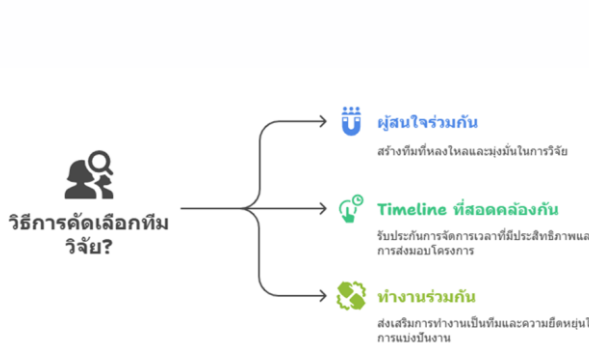 วิธีการคัดเลือกทีม
วิจัย?
ผู้สนใจร่วมกัน
สร้างทีมที่หลงใหลและมุ่งมั่นในการวิจัย
Timeline ที่สอดคล้องกัน
รับประกันการจัดการเวลาที่มีประสิทธิภาพและ
การส่งมอบโครงการ
ทำงานร่วมกัน
ส่งเสริมการทำงานเป็นทีมและความยืดหยุ่น
การแบ่งปันงาน